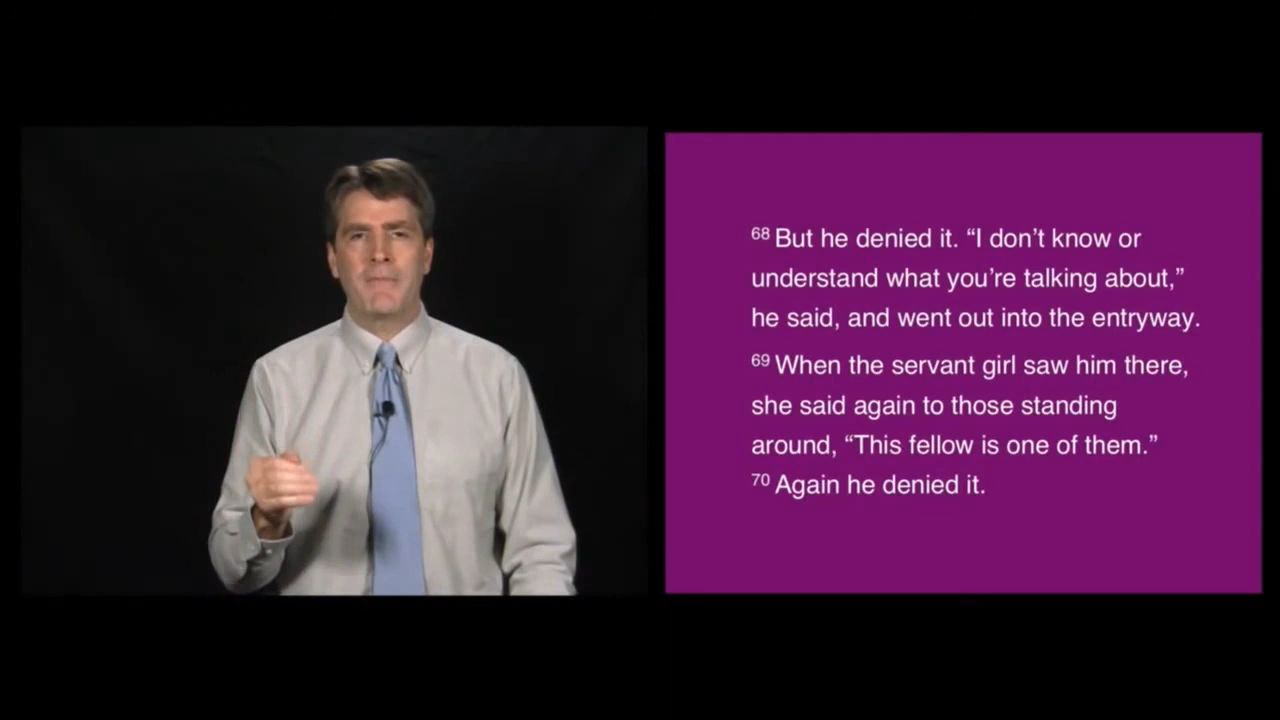 68 But he denied it. “I don’t know or
understand what you’re talking about,”
he said, and went out into the entryway.
69 When the servant girl saw him there,
she said again to those standing
around, “This fellow is one of them.”
70 Again he denied it.